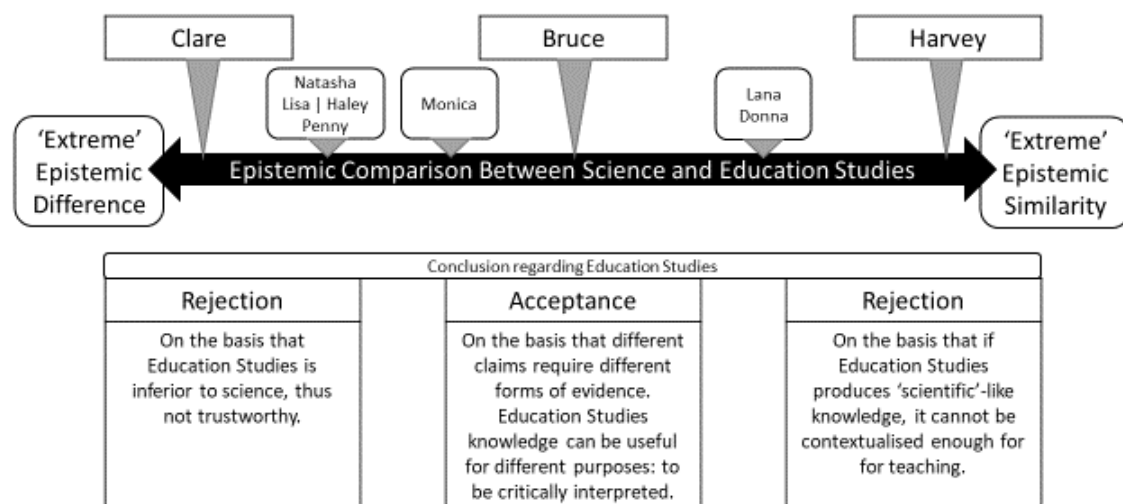 Clare
Bruce
Harvey
Natasha
Lisa | Haley
Penny
Monica
Lana
Donna
‘Extreme’
Epistemic
Difference
Epistemic Comparison Between Science and Education Studies
‘Extreme’
Epistemic
Similarity
Conclusion regarding Education Studies
Rejection
On the basis that
Education Studies is
inferior to science, thus
not trustworthy.
Acceptance
On the basis that different
claims require different
forms of evidence.
Education Studies
knowledge can be useful
for different purposes: to
be critically interpreted.
Rejection
On the basis that if
Education Studies
produces ‘scientific’-like
knowledge, it cannot be
contextualised enough for
for teaching.